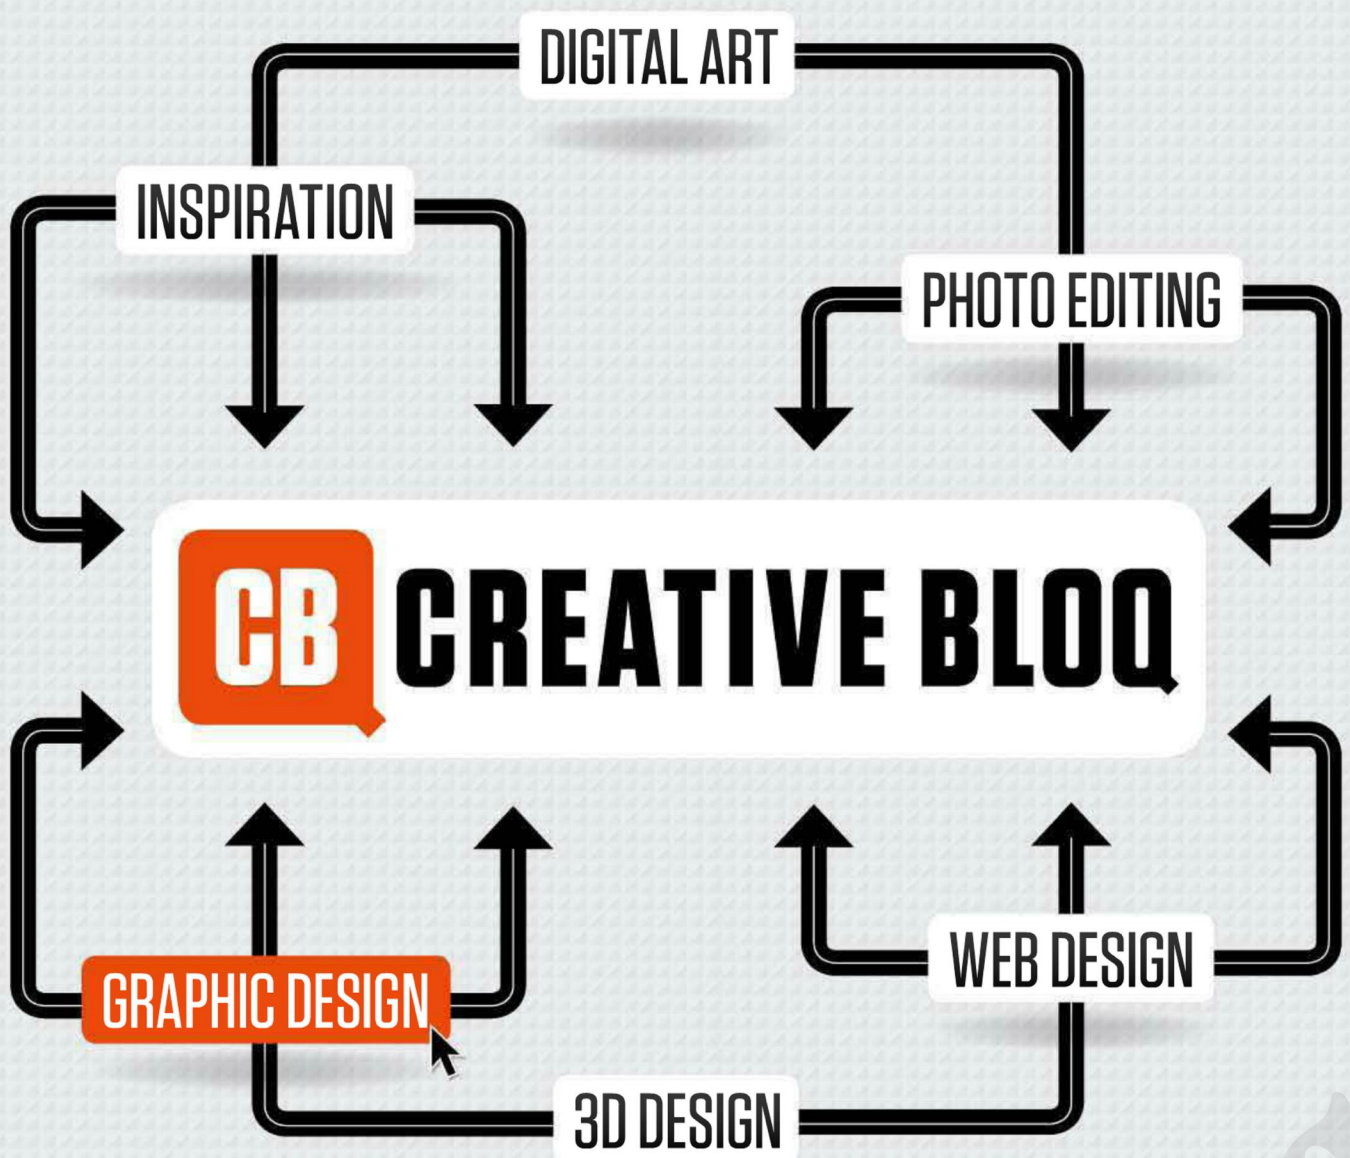 DIGITAL ART
INSPIRATION
PHOTO EDITING
CB CREATIVE BLOQ
GRAPHIC DESIGN
WEB DESIGN
3D DESIGN